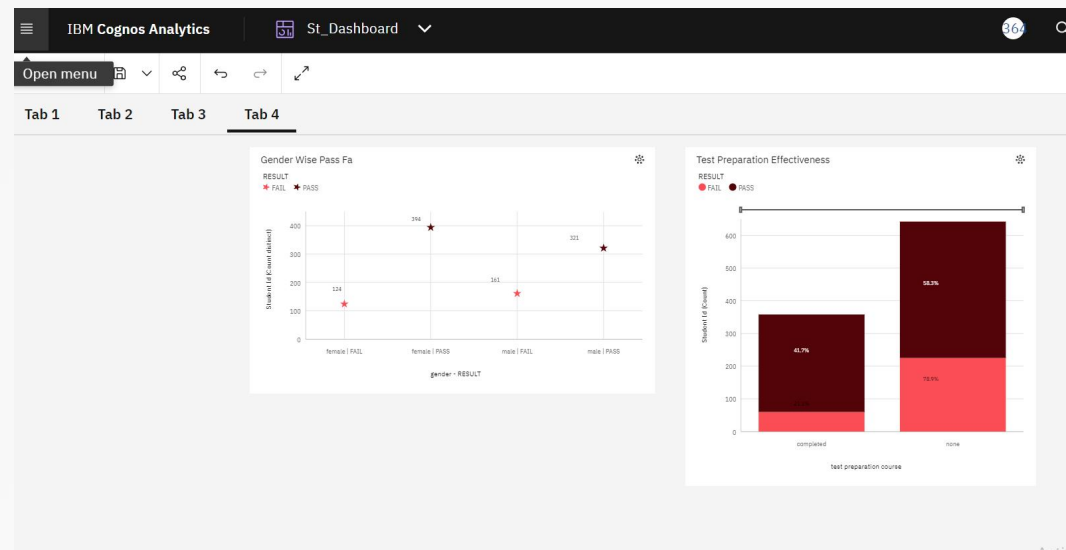 IBM Cognos Analytics
St_Dashboard
364
Open menu
Tab 1 Tab 2 Tab 3 Tab 4
Gender Wise Pass Fa
RESULT
FAIL PASS
Student Id (Count distinct)
400
300
200
100
0
124
394
161
321
female | FAIL female | PASS male | FAIL male | PASS
gender - RESULT
Test Preparation Effectiveness
RESULT
FAIL PASS
Student Id (Count)
600
500
400
300
200
100
0
41.7%
58.3%
78.9%
completed none
test preparation course